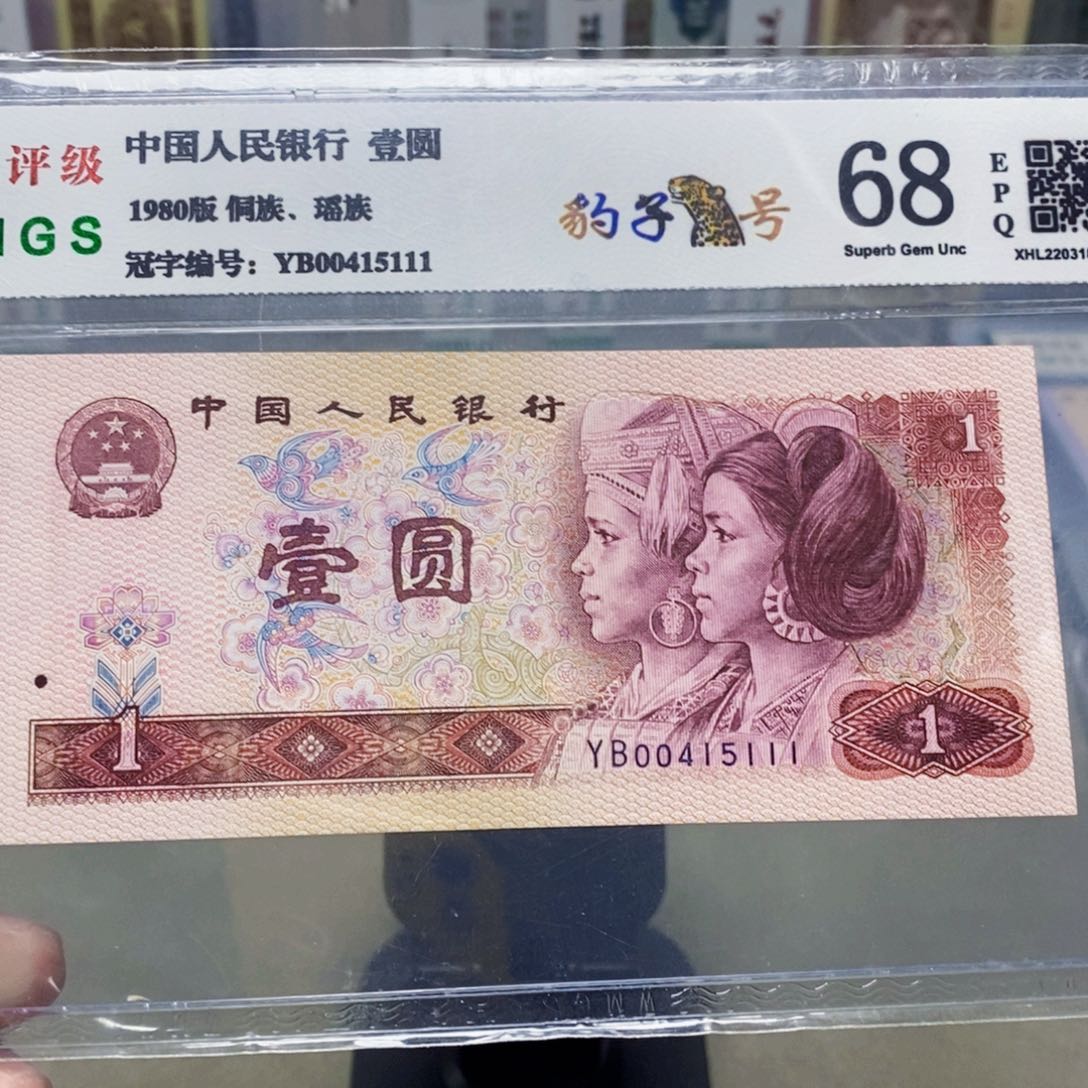 评级
GS
中国人民银行 壹圆
1980版 侗族、瑶族
冠字编号：YB00415111
豹子号
68
Superb Gem Unc
EPQ
XHL22031
中国人民银行
壹圆
1
1
YB00415111
1
WMGS